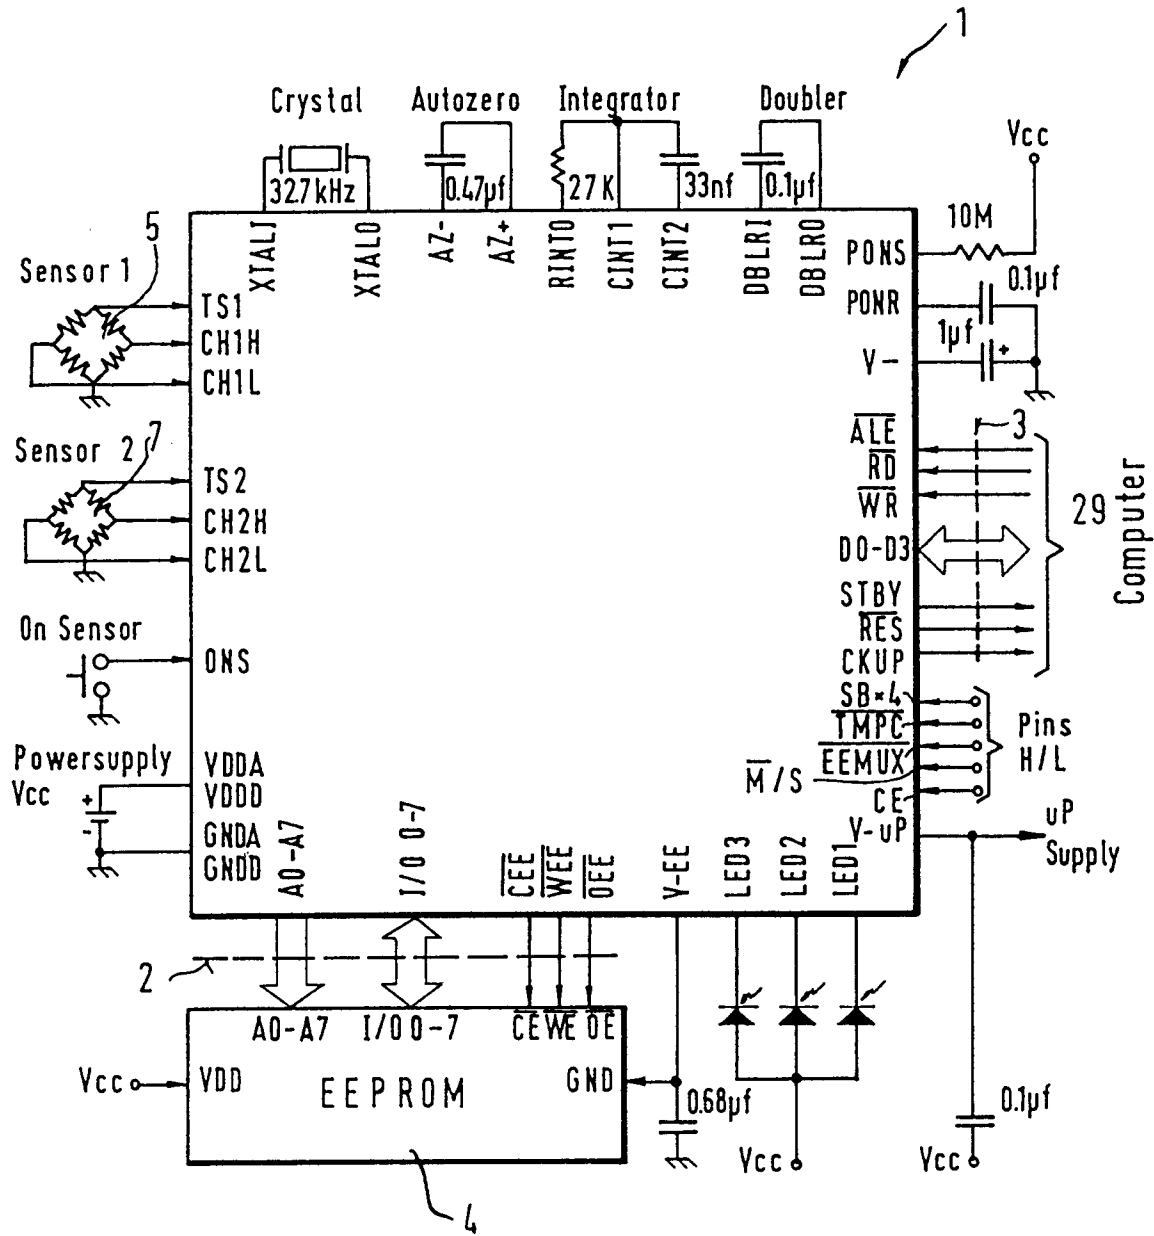 1
Crystal
Autozero
Integrator
Doubler
Vcc
327kHz
0.47µf
27K
33nf
0.1µf
10M
XTALI
XTALO
AZ-
AZ+
RINTO
CINT1
CINT2
DBLRI
DBLRO
PONS
0.1µf
PONR
1µf
+
V-
5
Sensor 1
TS1
CH1H
CH1L
Sensor 2
7
TS2
CH2H
CH2L
On Sensor
ONS
Powersupply
Vcc
+
-
VDDA
VDDD
GNDA
GNDD
3
ALE
RD
WR
D0-D3
STBY
RES
CKUP
29
Computer
SB×4
TMPC
EEMUX
M/S
CE
Pins
H/L
V-uP
uP
Supply
A0-A7
I/O 0-7
CEE
WEE
OEE
V-EE
LED3
LED2
LED1
2
A0-A7
I/O 0-7
CE
WE
OE
Vcc
VDD
EEPROM
GND
0.68µf
Vcc
0.1µf
Vcc
4